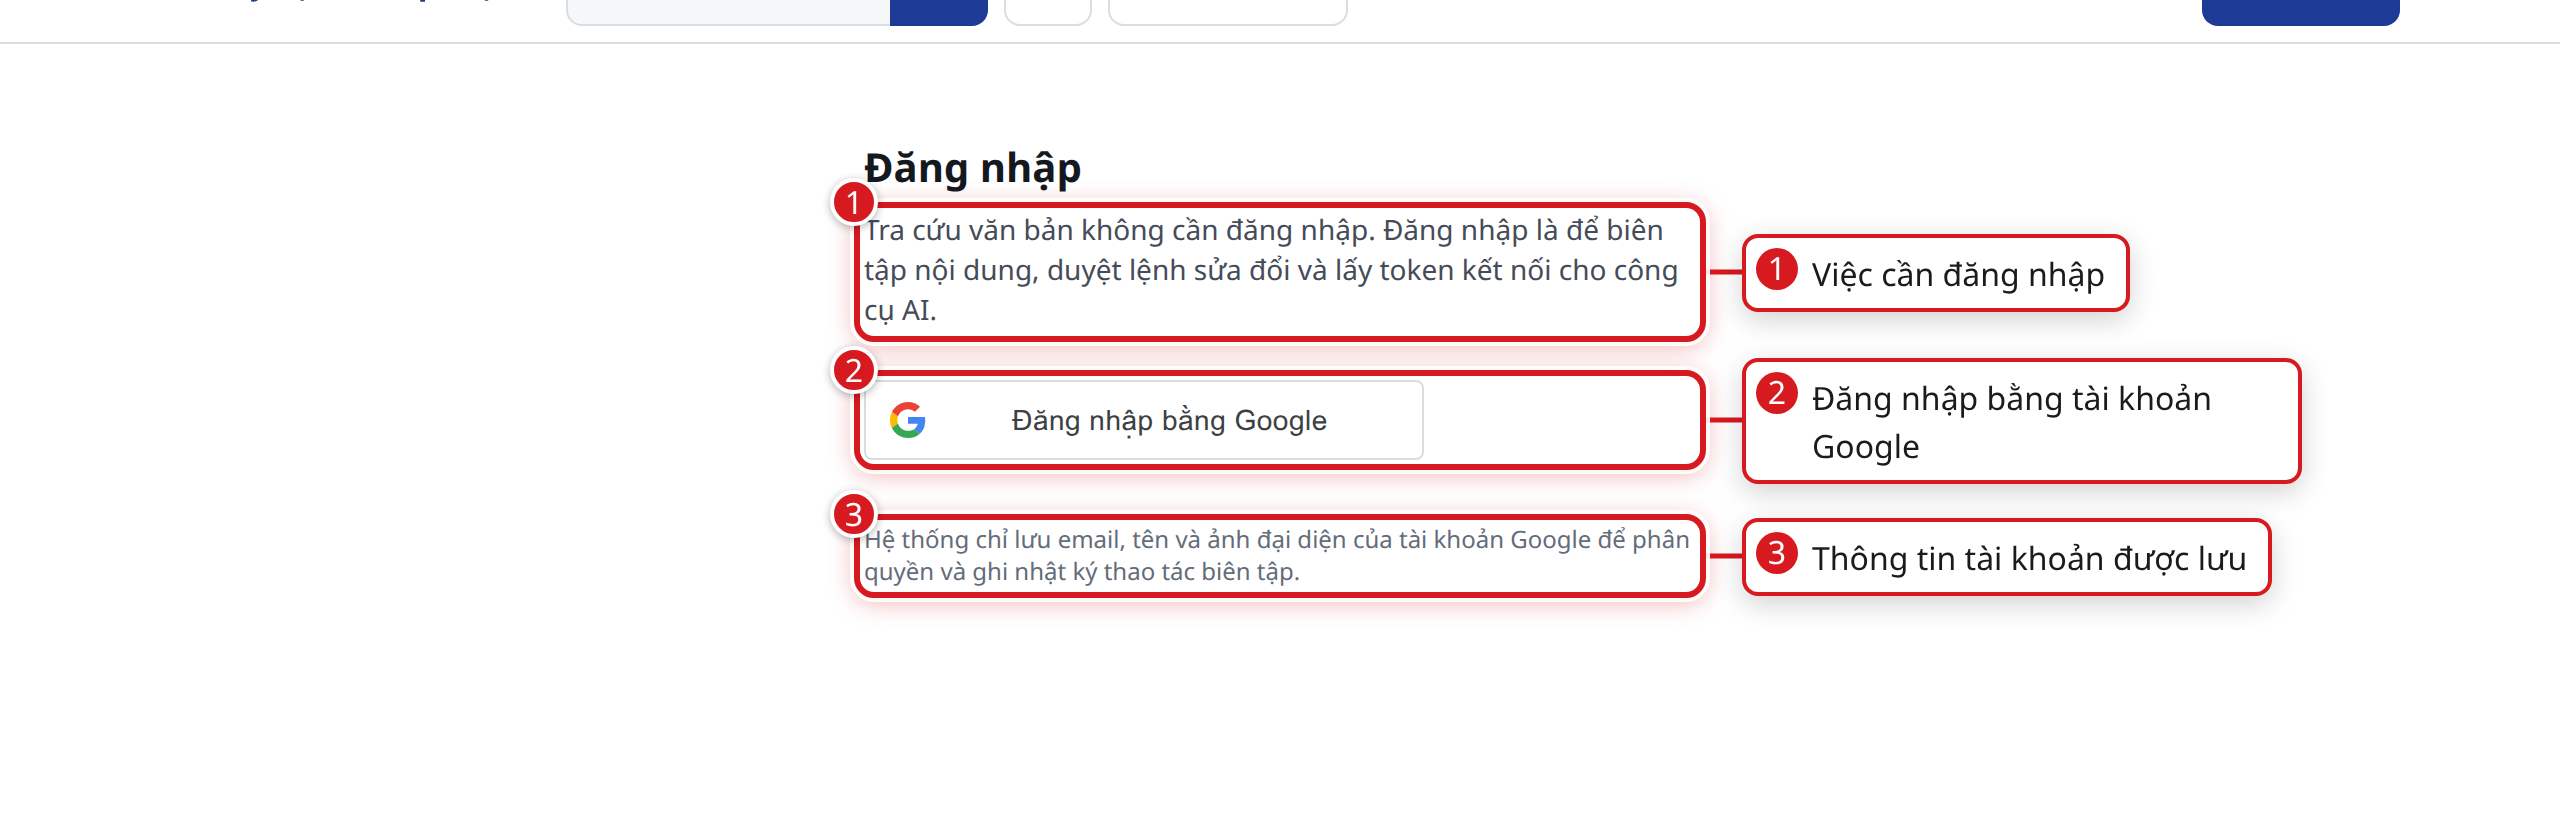 Đăng nhập
1
Tra cứu văn bản không cần đăng nhập. Đăng nhập là để biên
tập nội dung, duyệt lệnh sửa đổi và lấy token kết nối cho công
cụ AI.
1 Việc cần đăng nhập
2
Đăng nhập bằng Google
2 Đăng nhập bằng tài khoản
Google
3
Hệ thống chỉ lưu email, tên và ảnh đại diện của tài khoản Google để phân
quyền và ghi nhật ký thao tác biên tập.
3 Thông tin tài khoản được lưu